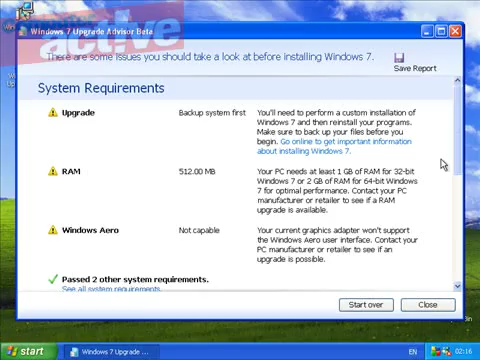 active
Windows 7 Upgrade Advisor Beta
There are some issues you should take a look at before installing Windows 7.
Save Report
System Requirements
Upgrade
Backup system first
You'll need to perform a custom installation of
Windows 7 and then reinstall your programs.
Make sure to back up your files before you
begin. Go online to get important information
about installing Windows 7.
RAM
512.00 MB
Your PC needs at least 1 GB of RAM for 32-bit
Windows 7 or 2 GB of RAM for 64-bit Windows
7 for optimal performance. Contact your PC
manufacturer or retailer to see if a RAM
upgrade is available.
Windows Aero
Not capable
Your current graphics adapter won't support
the Windows Aero user interface. Contact your
PC manufacturer or retailer to see if an
upgrade is possible.
Passed 2 other system requirements.
See all system requirements.
Start over
Close
start
Windows 7 Upgrade ...
EN
02:16